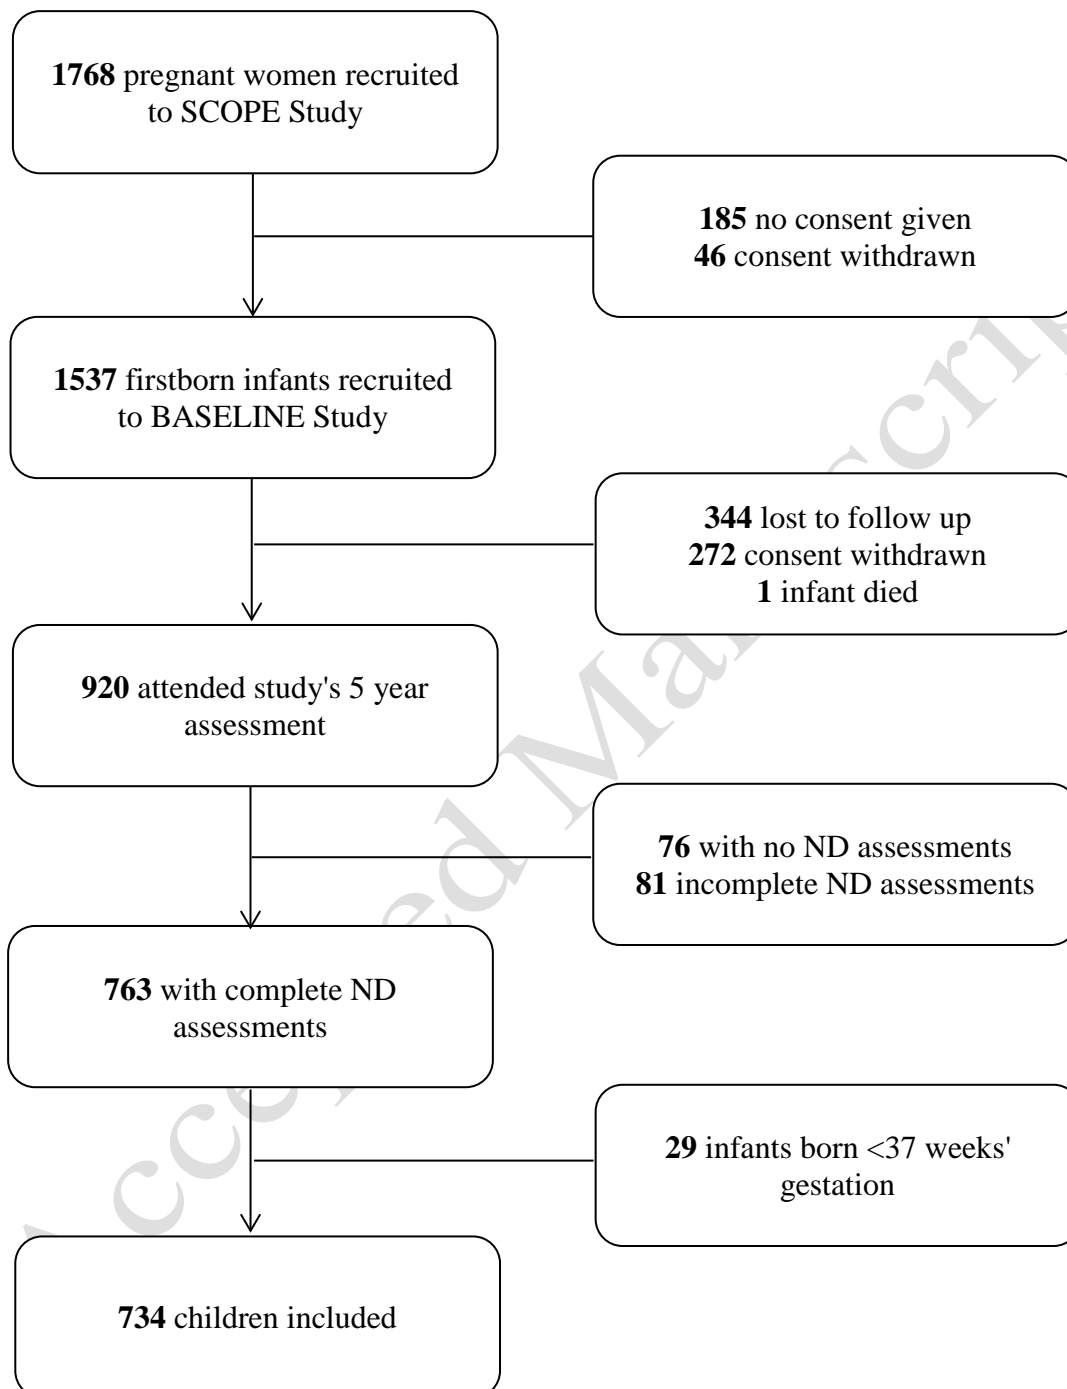 1768 pregnant women recruited
to SCOPE Study
185 no consent given
46 consent withdrawn
1537 firstborn infants recruited
to BASELINE Study
344 lost to follow up
272 consent withdrawn
1 infant died
920 attended study's 5 year
assessment
76 with no ND assessments
81 incomplete ND assessments
763 with complete ND
assessments
29 infants born <37 weeks'
gestation
734 children included
Accepted Manuscrip